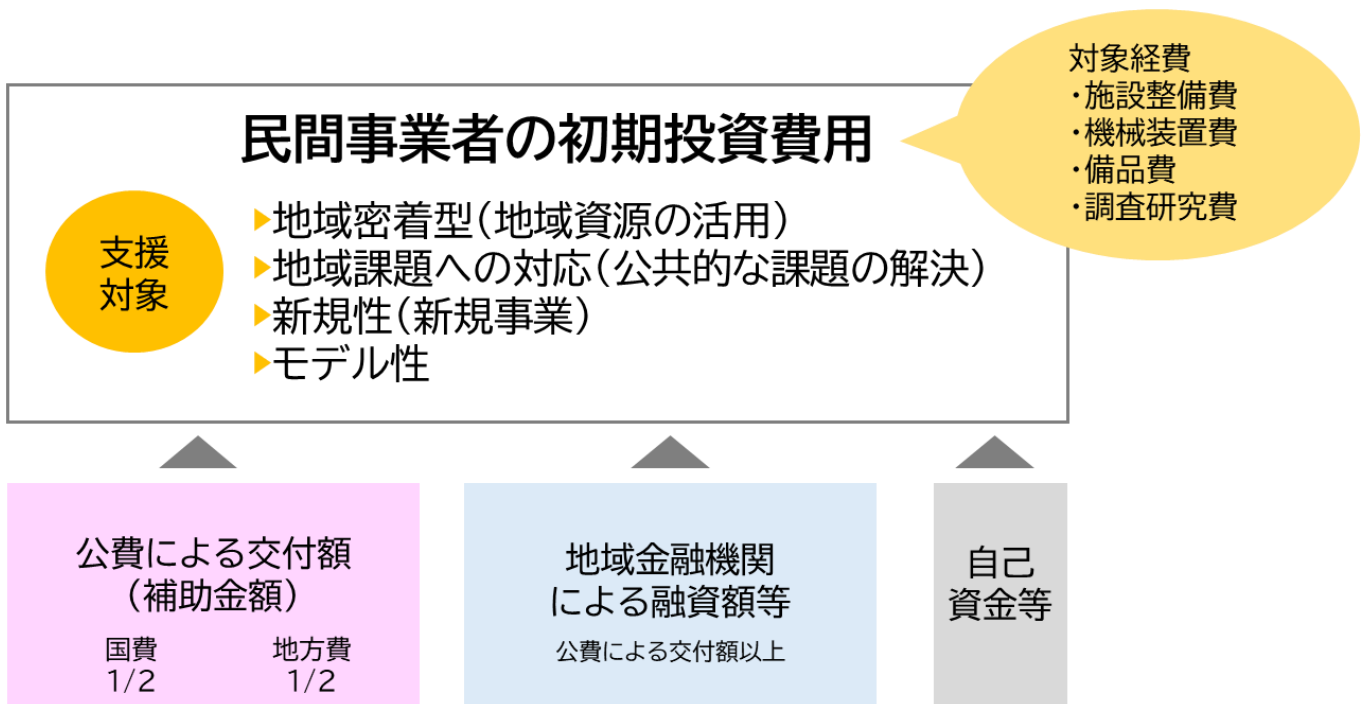 対象経費
・施設整備費
・機械装置費
・備品費
・調査研究費
民間事業者の初期投資費用
支援
対象
▶地域密着型(地域資源の活用)
▶地域課題への対応(公共的な課題の解決)
▶新規性(新規事業)
▶モデル性
公費による交付額
(補助金額)
国費
1/2
地方費
1/2
地域金融機関
による融資額等
公費による交付額以上
自己
資金等